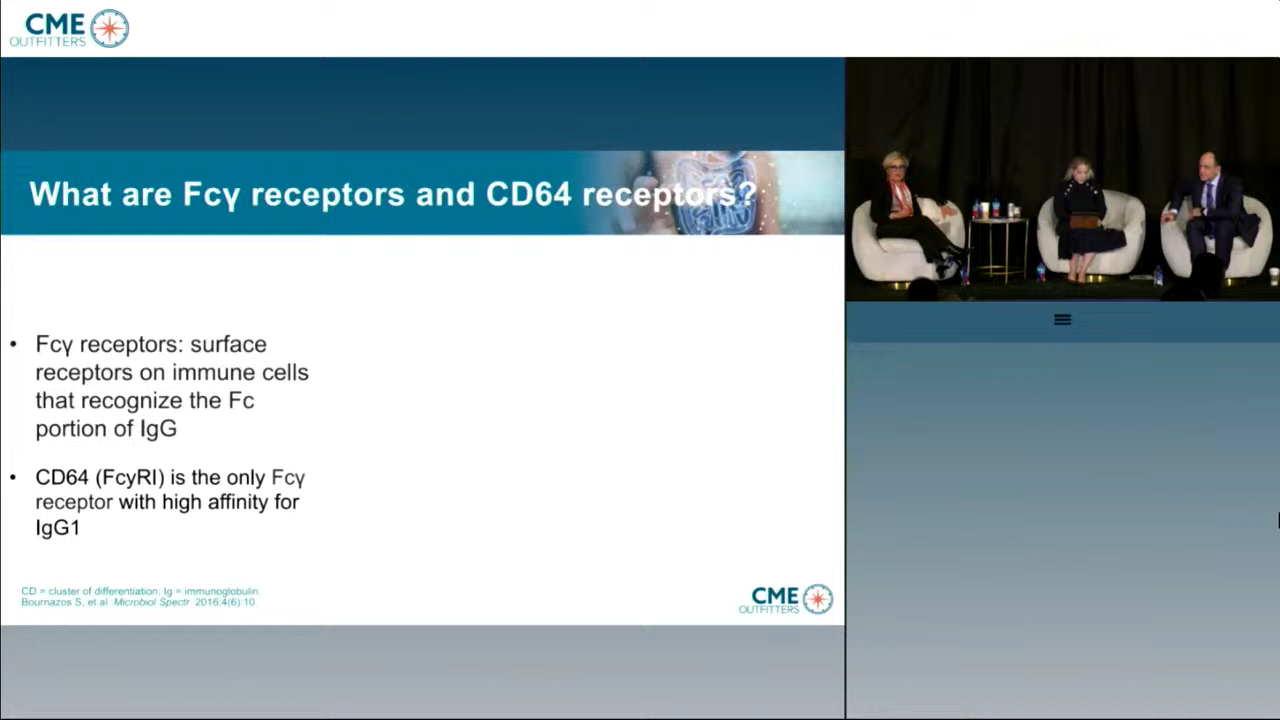 CME
OUTFITTERS
What are Fcγ receptors and CD64 receptors?
• Fcγ receptors: surface
receptors on immune cells
that recognize the Fc
portion of IgG
• CD64 (FcyRI) is the only Fcγ
receptor with high affinity for
IgG1
CD = cluster of differentiation; Ig = immunoglobulin.
Bournazos S, et al. Microbiol Spectr. 2016;4(6):10.
CME
OUTFITTERS